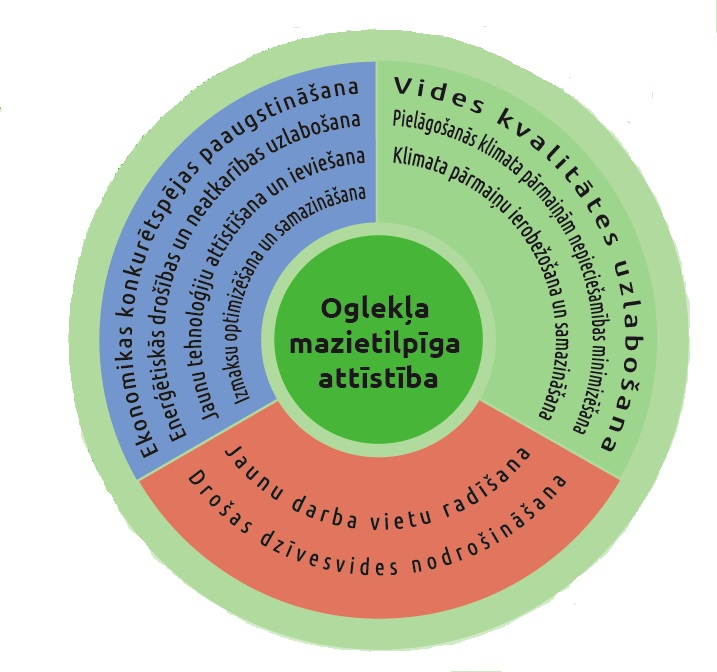 Ekonomikas konkurētspējas paaugstināšana
Enerģētiskās drošības un neatkarības uzlabošana
Jaunu tehnoloģiju attīstīšana un ieviešana
Izmaksu optimizēšana un samazināšana
Vides kvalitātes uzlabošana
Pielāgošanās klimata pārmaiņām nepieciešamības minimizēšana
Klimata pārmaiņu ierobežošana un samazināšana
Oglekļa
mazietilpīga
attīstība
Jaunu darba vietu radīšana
Drošas dzīvesvides nodrošināšana